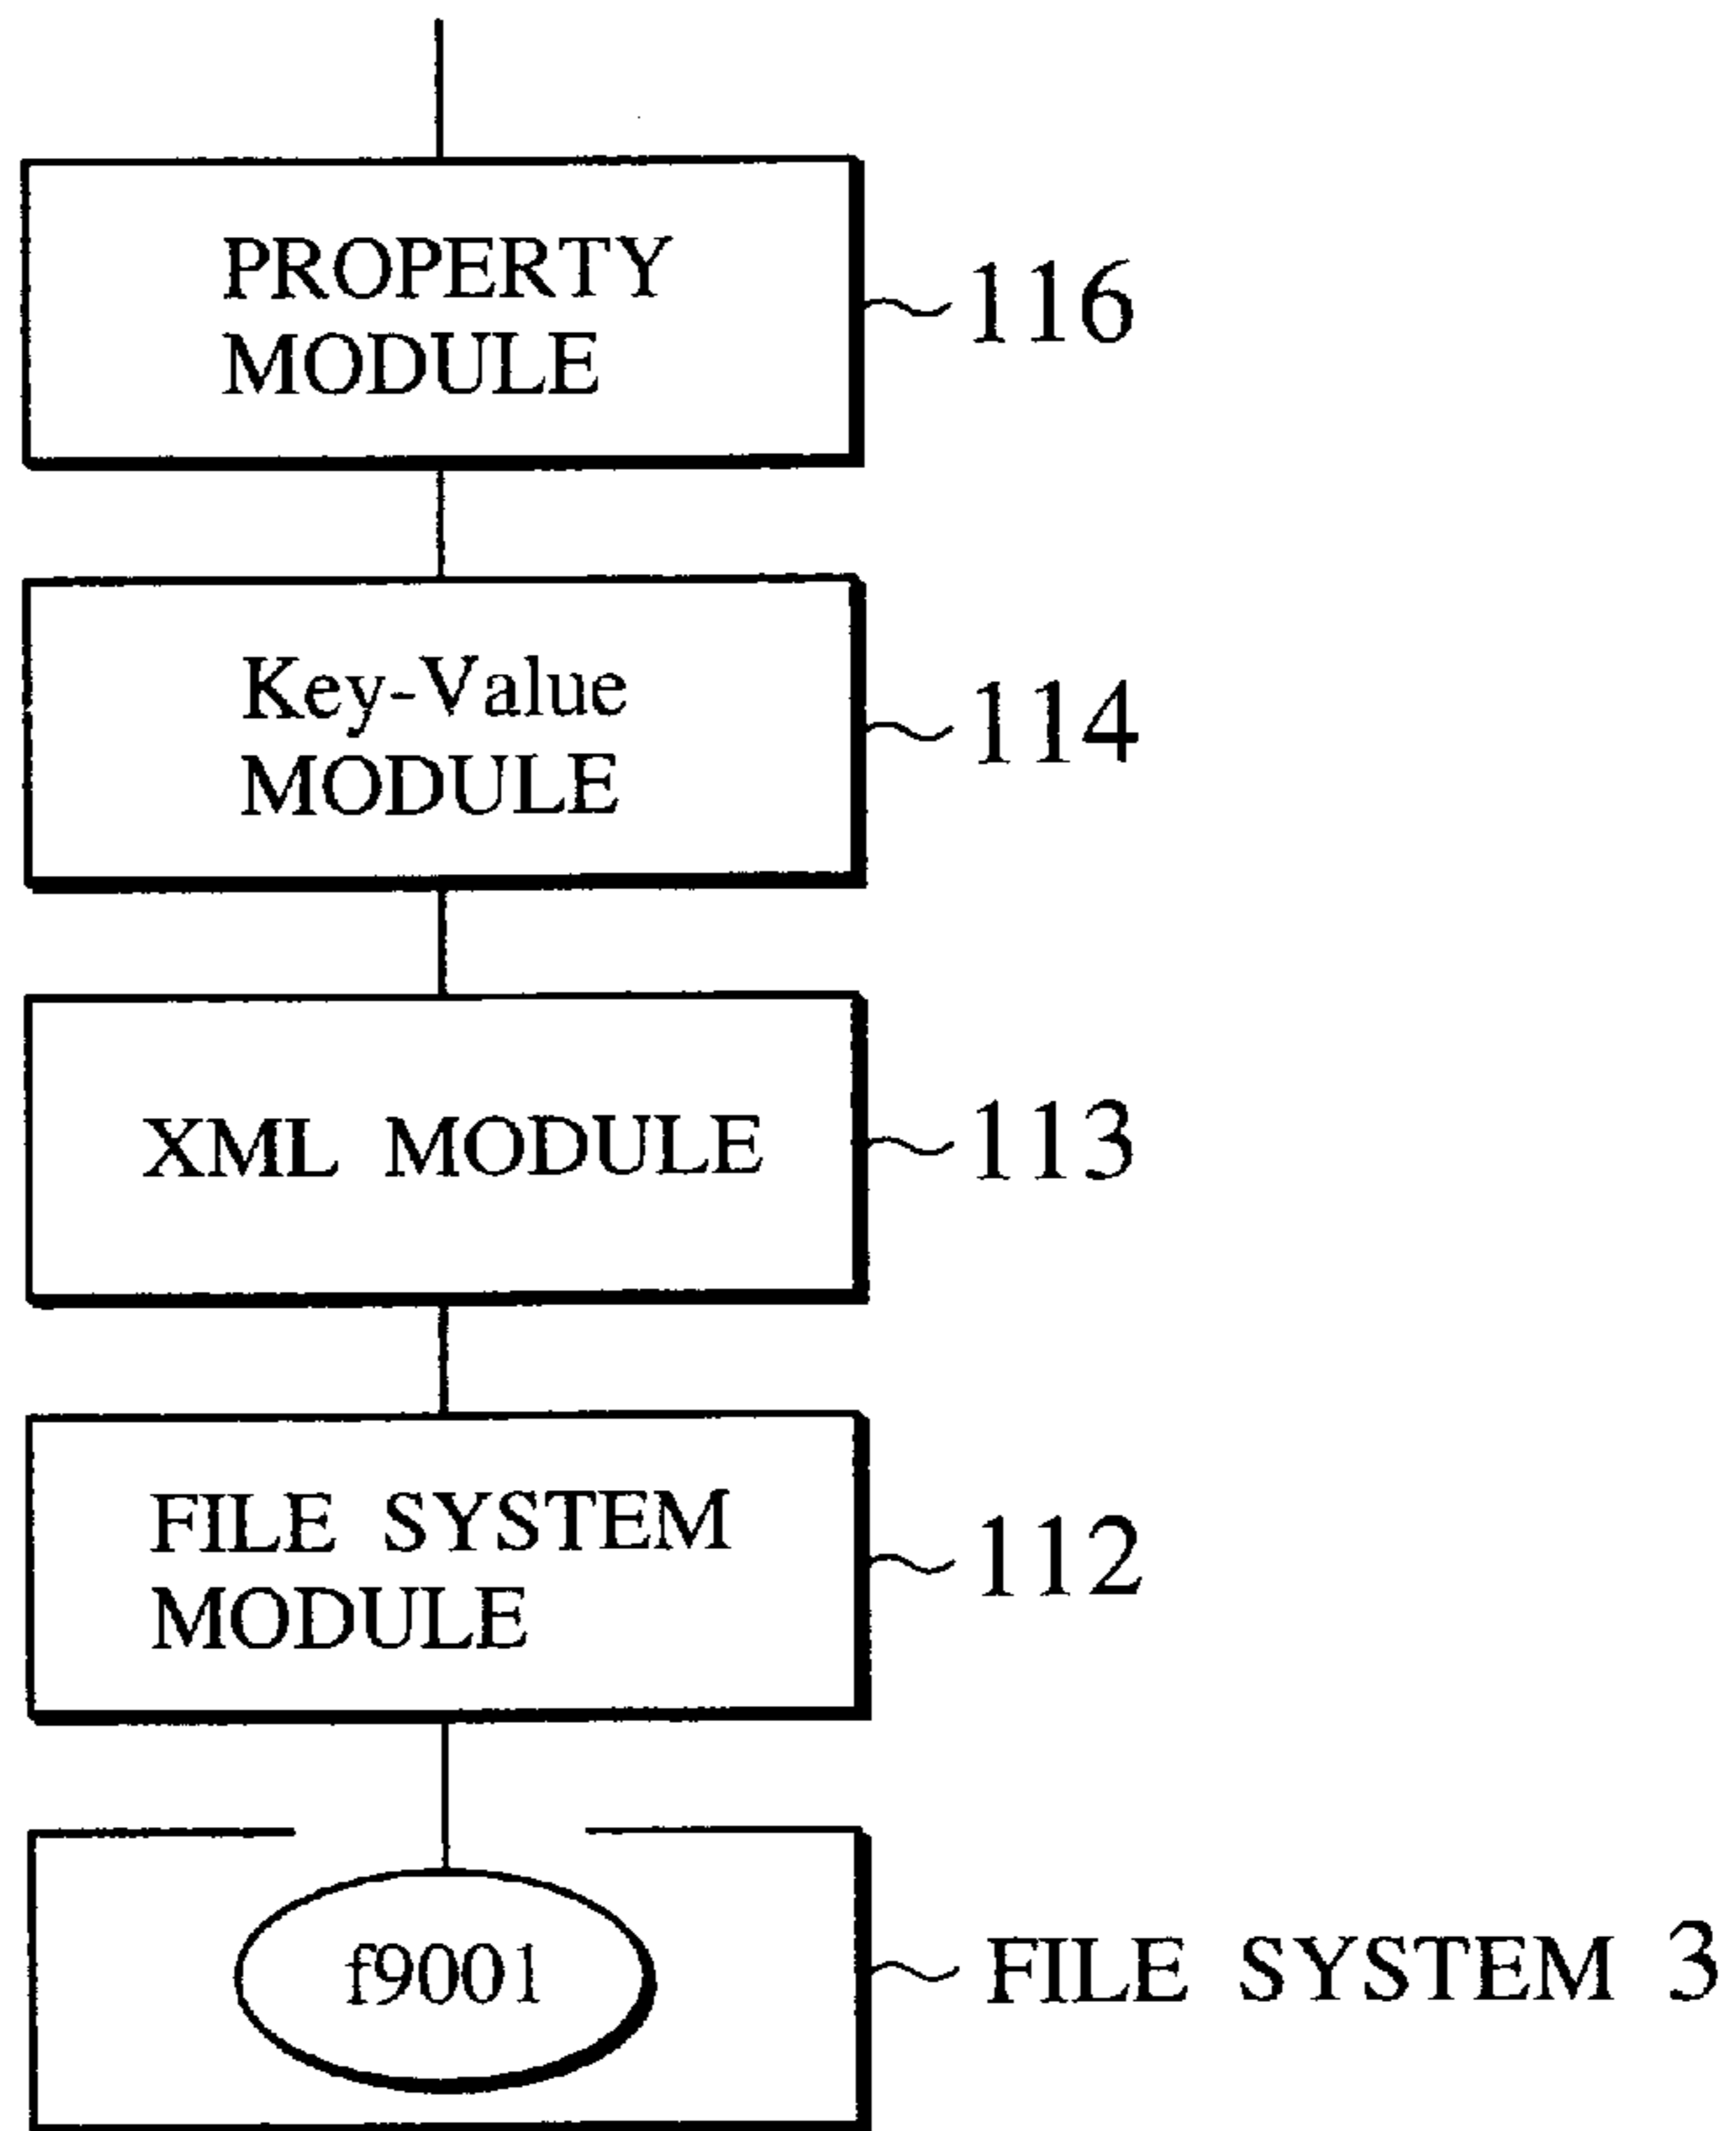 PROPERTY
MODULE
116
Key-Value
MODULE
114
XML MODULE
113
FILE SYSTEM
MODULE
112
f9001
FILE SYSTEM 3